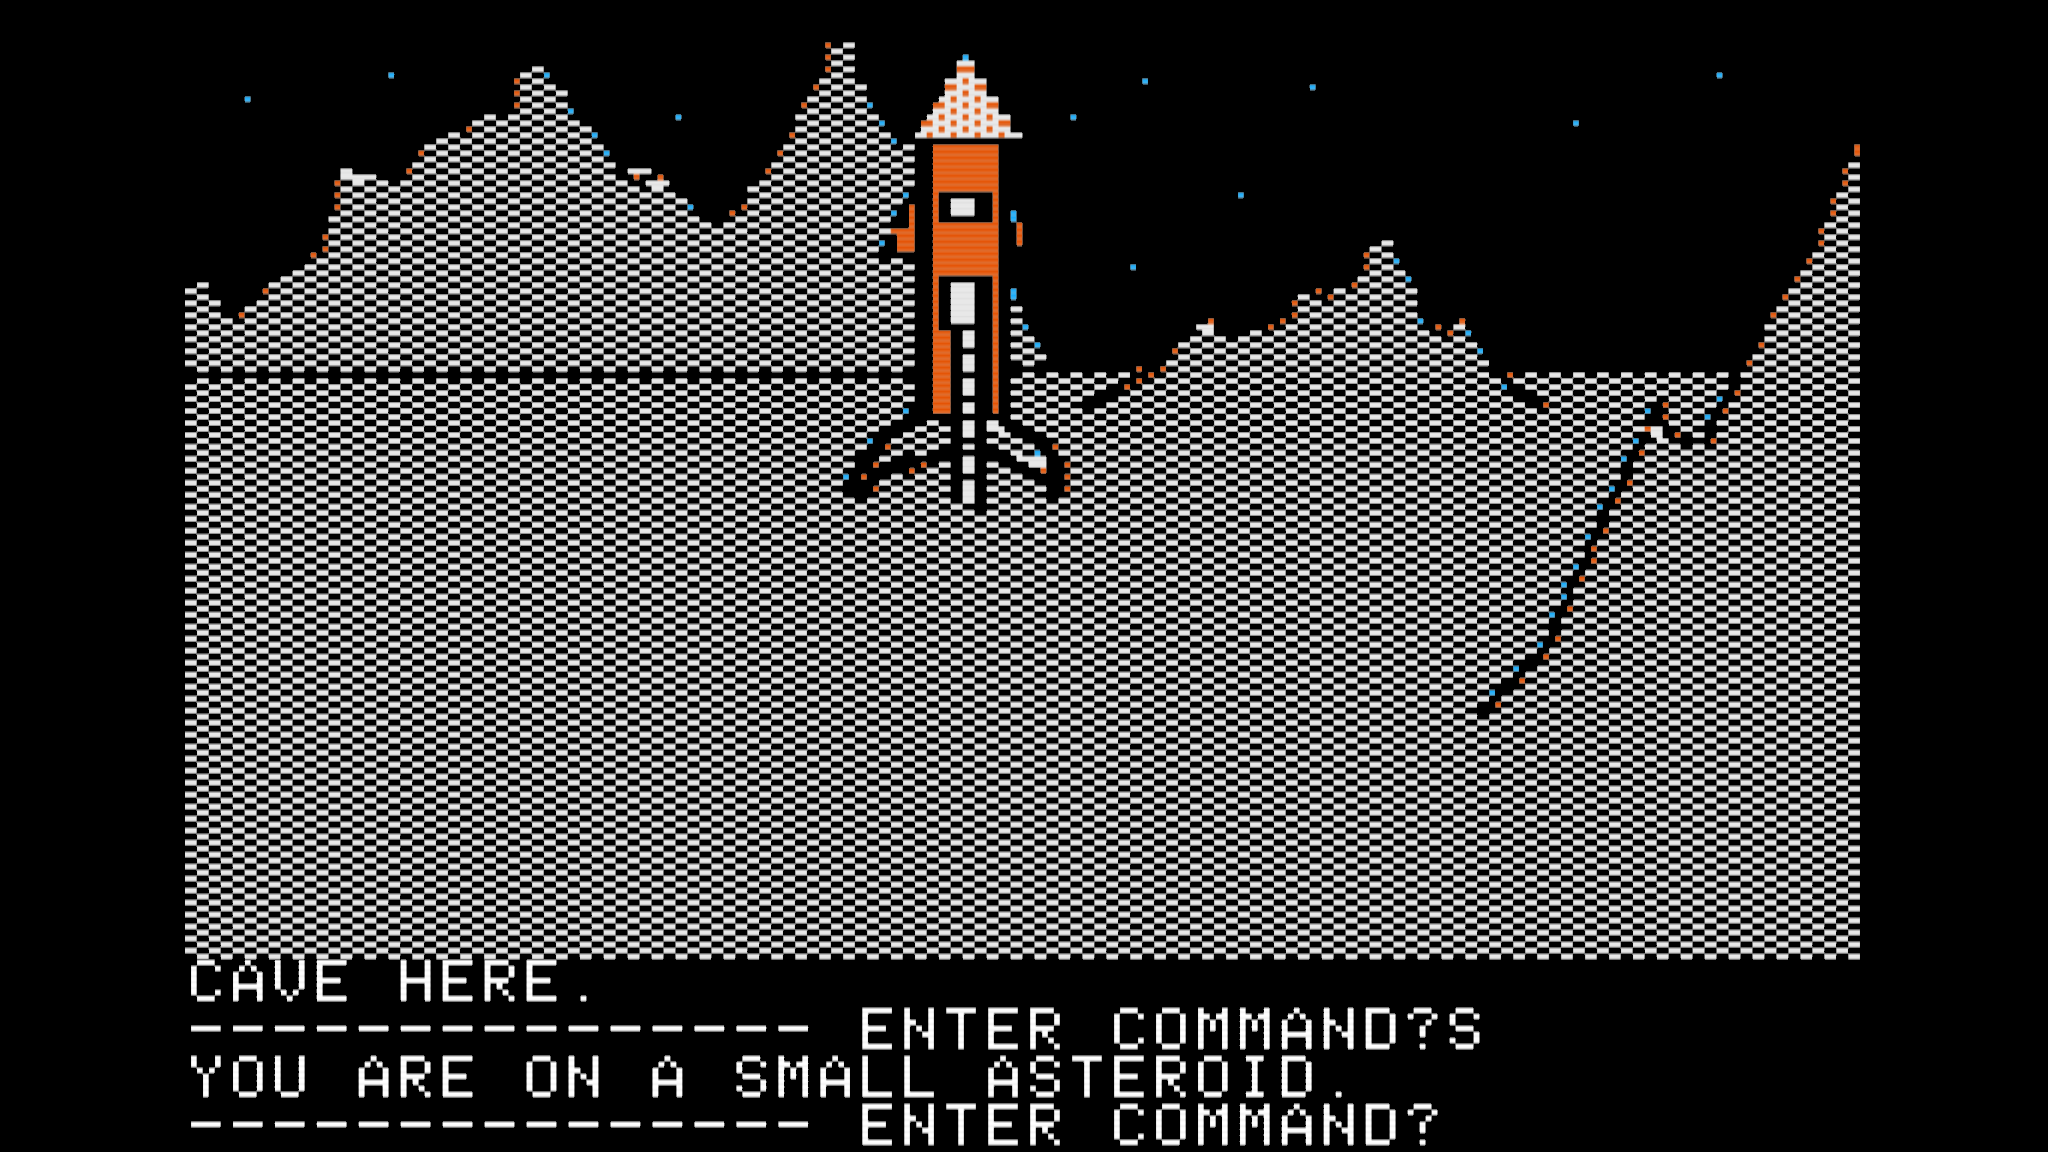 CAVE HERE.
--------------- ENTER COMMAND?S
YOU ARE ON A SMALL ASTEROID.
--------------- ENTER COMMAND?